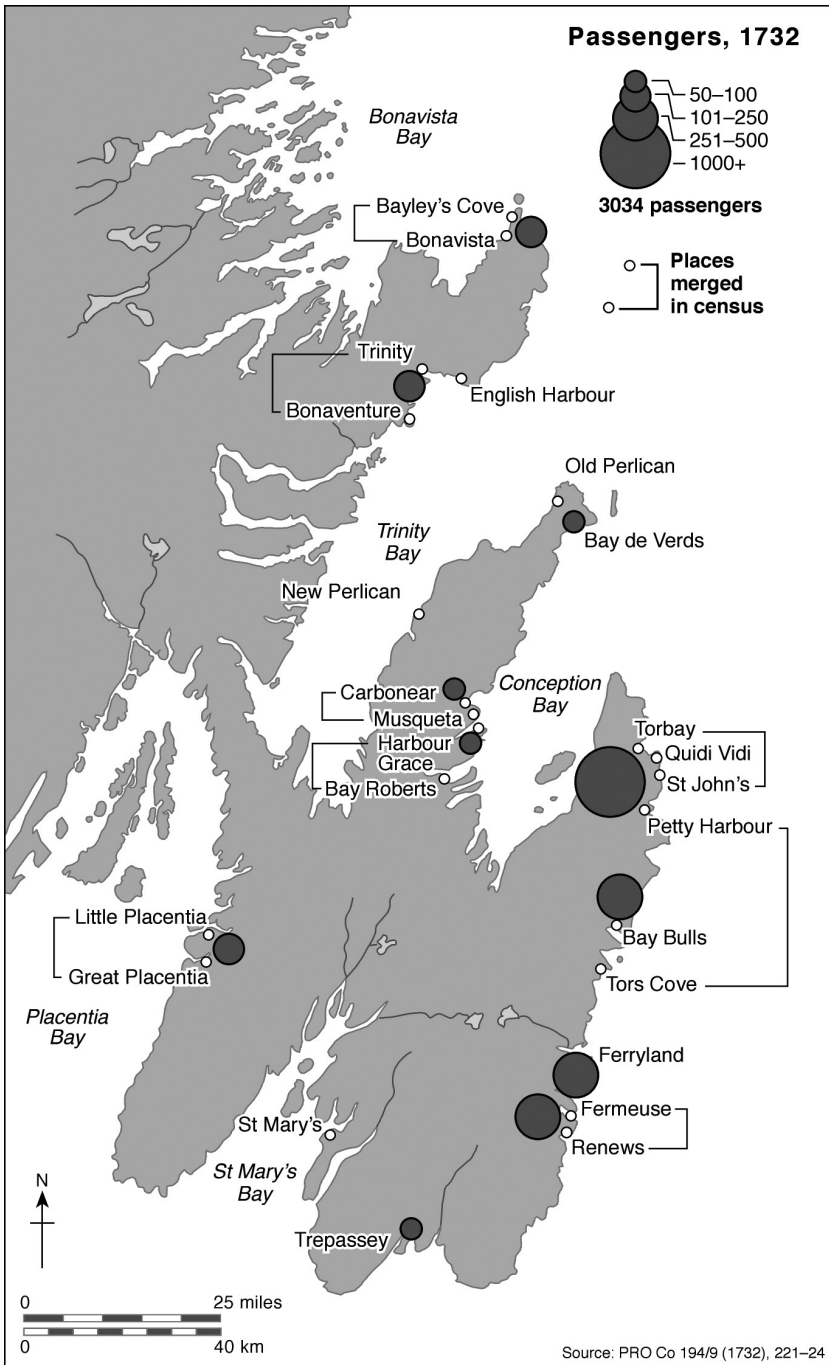 Passengers, 1732
50–100
101–250
251–500
1000+
3034 passengers
Places
merged
in census
Bonavista
Bay
Bayley's Cove
Bonavista
Trinity
English Harbour
Bonaventure
Old Perlican
Trinity
Bay
Bay de Verds
New Perlican
Carbonear
Conception
Bay
Musqueta
Harbour
Grace
Bay Roberts
Torbay
Quidi Vidi
St John's
Petty Harbour
Little Placentia
Bay Bulls
Great Placentia
Tors Cove
Placentia
Bay
Ferryland
Fermeuse
St Mary's
Renews
St Mary's
Bay
N
Trepassey
0 25 miles
0 40 km
Source: PRO Co 194/9 (1732), 221–24